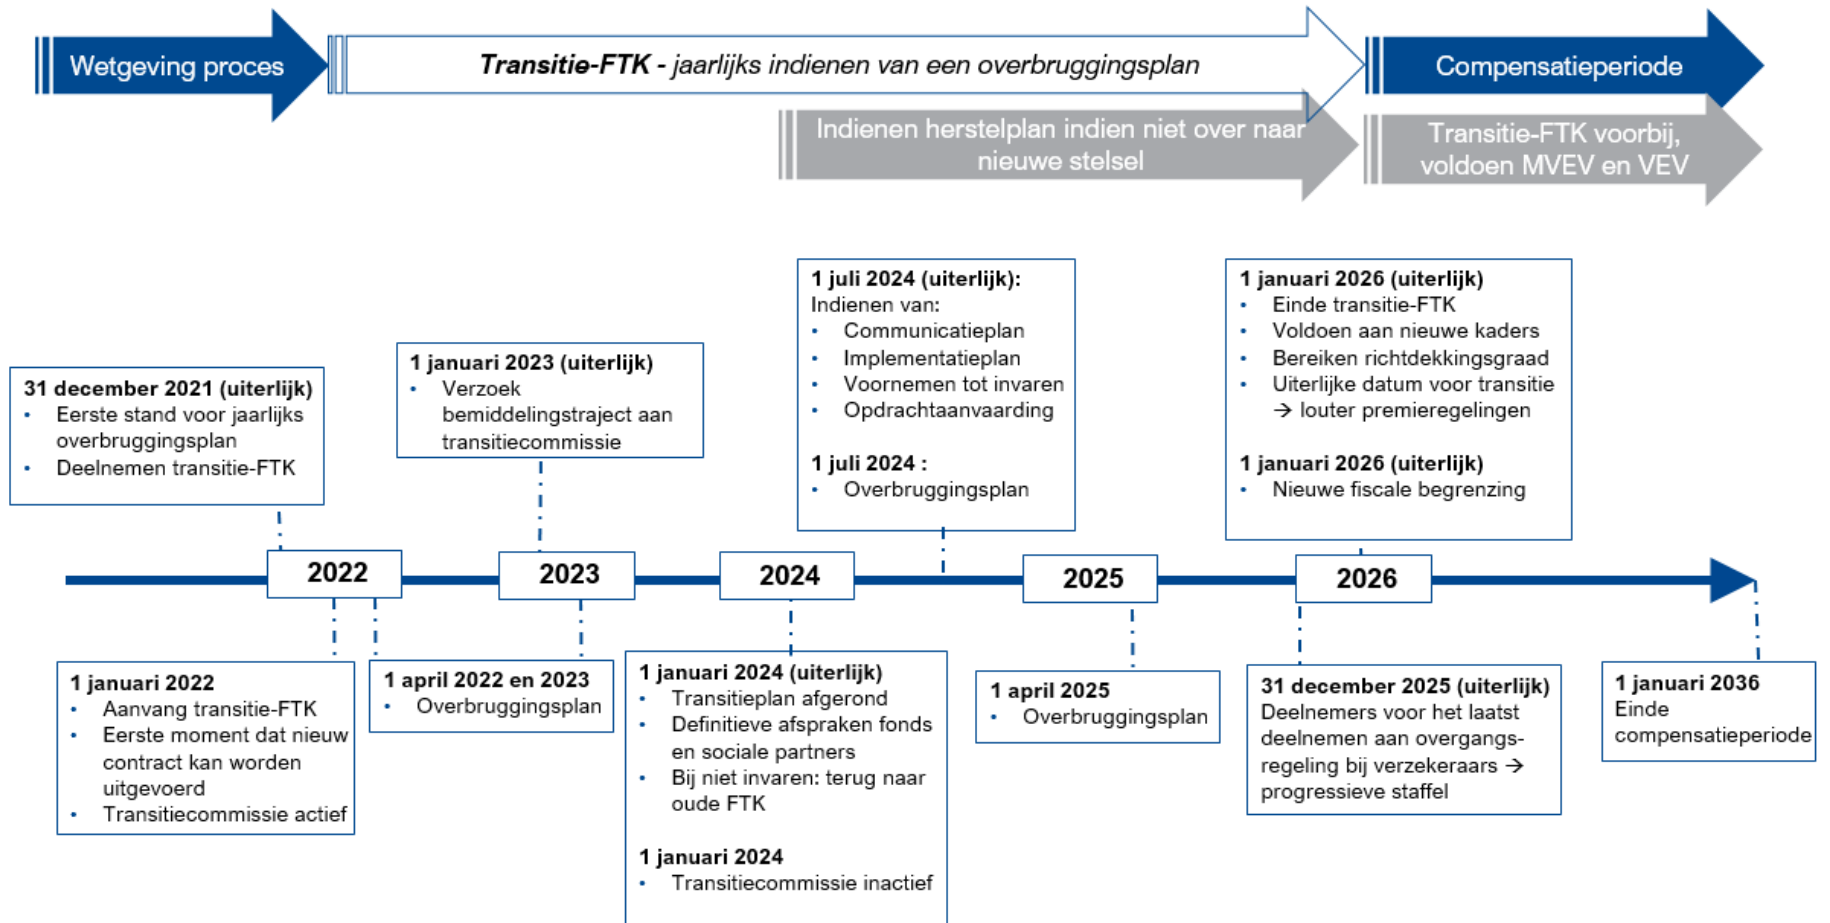 Wetgeving proces
Transitie-FTK - jaarlijks indienen van een overbruggingsplan
Compensatieperiode
Indienen herstelplan indien niet over naar
nieuwe stelsel
Transitie-FTK voorbij,
voldoen MVEV en VEV
31 december 2021 (uiterlijk)
• Eerste stand voor jaarlijks
overbruggingsplan
• Deelnemen transitie-FTK
1 januari 2023 (uiterlijk)
• Verzoek
bemiddelingstraject aan
transitiecommissie
1 juli 2024 (uiterlijk):
Indienen van:
• Communicatieplan
• Implementatieplan
• Voornemen tot invaren
• Opdrachtaanvaarding
1 juli 2024 :
• Overbruggingsplan
1 januari 2026 (uiterlijk)
• Einde transitie-FTK
• Voldoen aan nieuwe kaders
• Bereiken richtdekkingsgraad
• Uiterlijke datum voor transitie
→ louter premieregelingen
1 januari 2026 (uiterlijk)
• Nieuwe fiscale begrenzing
2022
2023
2024
2025
2026
1 januari 2022
• Aanvang transitie-FTK
• Eerste moment dat nieuw
contract kan worden
uitgevoerd
• Transitiecommissie actief
1 april 2022 en 2023
• Overbruggingsplan
1 januari 2024 (uiterlijk)
• Transitieplan afgerond
• Definitieve afspraken fonds
en sociale partners
• Bij niet invaren: terug naar
oude FTK
1 januari 2024
• Transitiecommissie inactief
1 april 2025
• Overbruggingsplan
31 december 2025 (uiterlijk)
Deelnemers voor het laatst
deelnemen aan overgangs-
regeling bij verzekeraars →
progressieve staffel
1 januari 2036
Einde
compensatieperiode